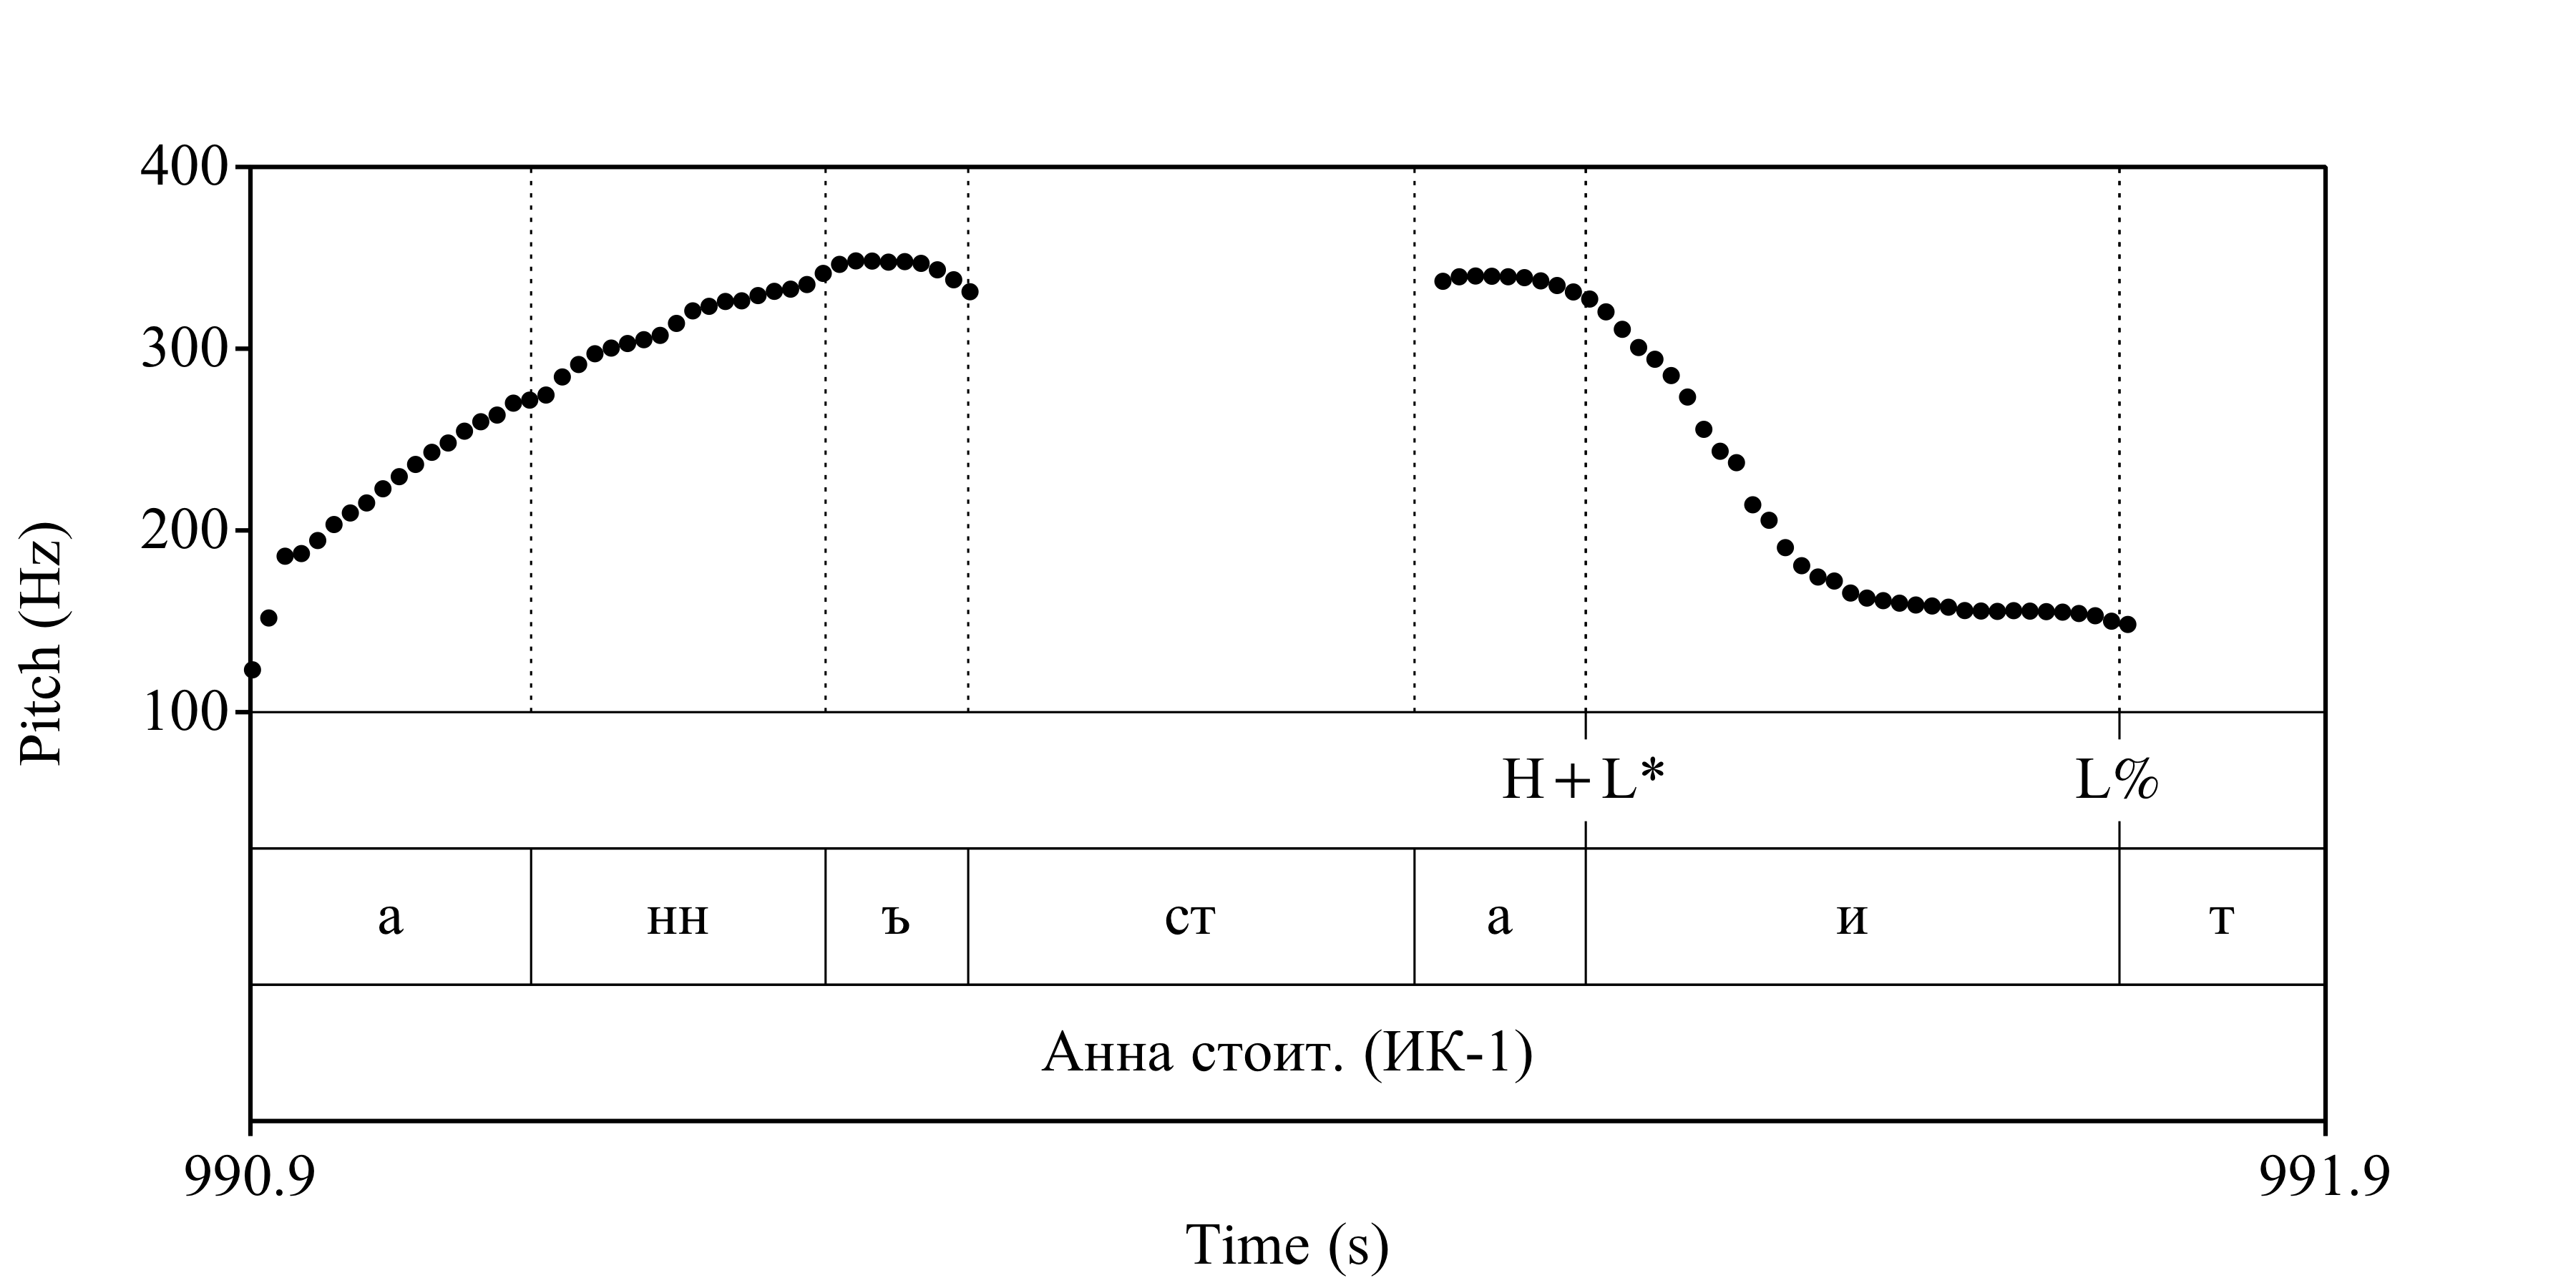 400
300
200
100
Pitch (Hz)
H+L* L%
а нн ъ ст а и т
Анна стоит. (ИК-1)
990.9 991.9
Time (s)